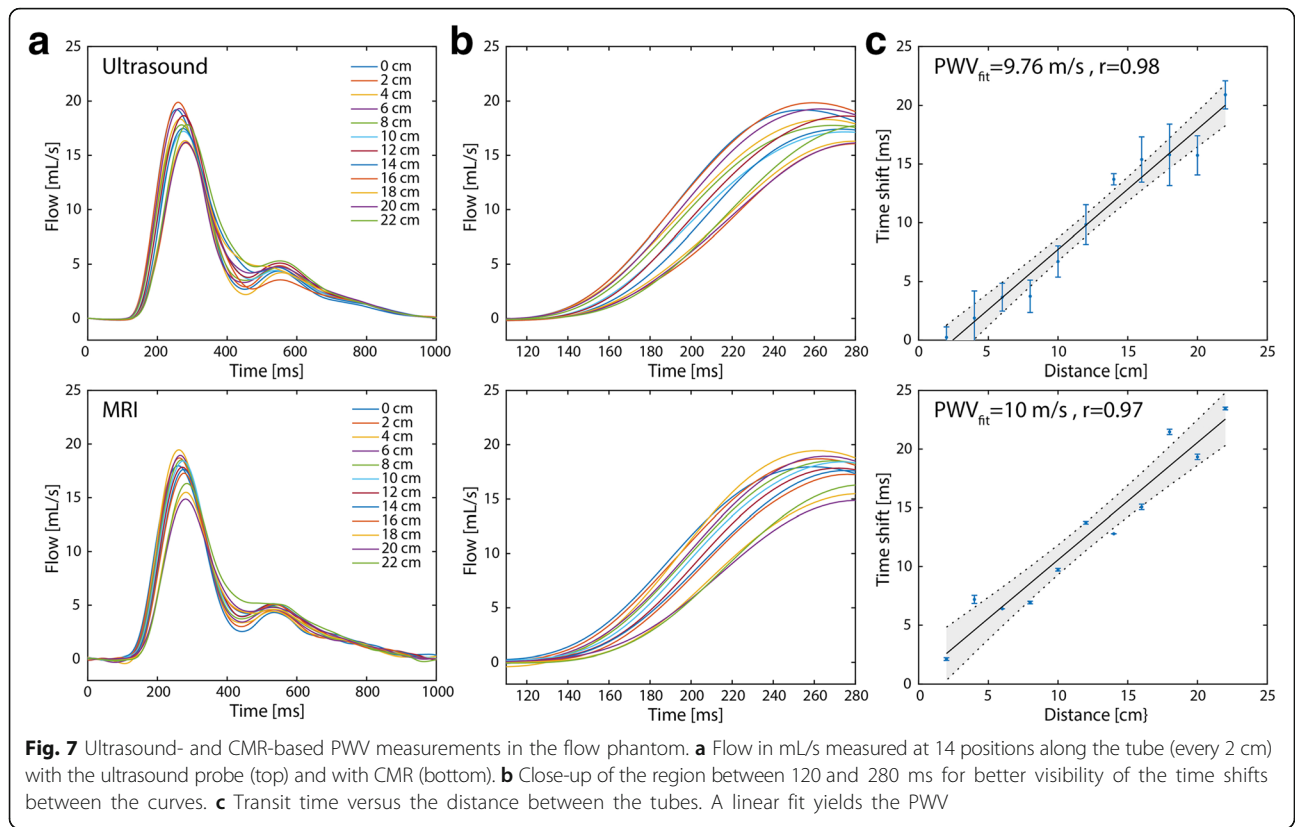 a
Ultrasound
Flow [mL/s]
25
20
15
10
5
0
0 200 400 600 800 1000
Time [ms]
0 cm
2 cm
4 cm
6 cm
8 cm
10 cm
12 cm
14 cm
16 cm
18 cm
20 cm
22 cm
b
Flow [mL/s]
25
20
15
10
5
0
120 140 160 180 200 220 240 260 280
Time [ms]
c
PWVfit=9.76 m/s , r=0.98
Time shift [ms]
25
20
15
10
5
0
0 5 10 15 20 25
Distance [cm]
MRI
Flow [mL/s]
25
20
15
10
5
0
0 200 400 600 800 1000
Time [ms]
0 cm
2 cm
4 cm
6 cm
8 cm
10 cm
12 cm
14 cm
16 cm
18 cm
20 cm
22 cm
Flow [mL/s]
25
20
15
10
5
0
120 140 160 180 200 220 240 260 280
Time [ms]
PWVfit=10 m/s , r=0.97
Time shift [ms]
25
20
15
10
5
0
0 5 10 15 20 25
Distance [cm}
Fig. 7 Ultrasound- and CMR-based PWV measurements in the flow phantom. a Flow in mL/s measured at 14 positions along the tube (every 2 cm)
with the ultrasound probe (top) and with CMR (bottom). b Close-up of the region between 120 and 280 ms for better visibility of the time shifts
between the curves. c Transit time versus the distance between the tubes. A linear fit yields the PWV